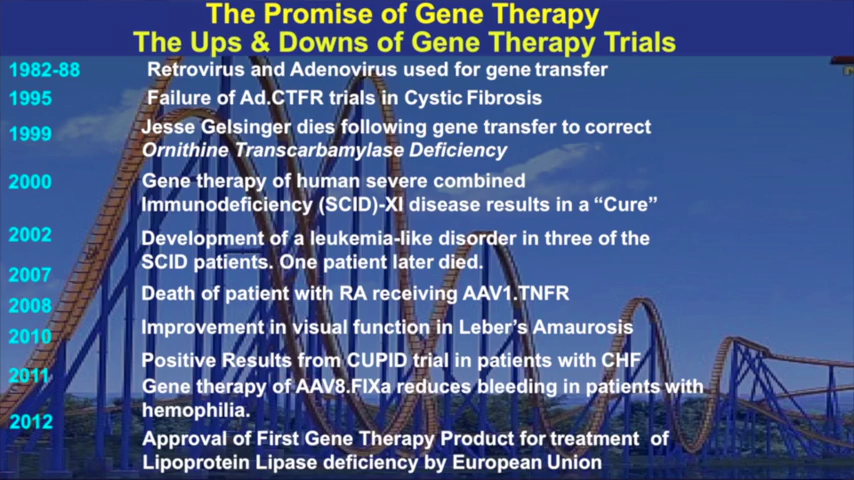 The Promise of Gene Therapy
The Ups & Downs of Gene Therapy Trials
1982-88 Retrovirus and Adenovirus used for gene transfer
1995 Failure of Ad.CTFR trials in Cystic Fibrosis
1999 Jesse Gelsinger dies following gene transfer to correct
Ornithine Transcarbamylase Deficiency
2000 Gene therapy of human severe combined
Immunodeficiency (SCID)-XI disease results in a “Cure”
2002 Development of a leukemia-like disorder in three of the
SCID patients. One patient later died.
2007 Death of patient with RA receiving AAV1.TNFR
2008 Improvement in visual function in Leber’s Amaurosis
2010 Positive Results from CUPID trial in patients with CHF
2011 Gene therapy of AAV8.FIXa reduces bleeding in patients with
hemophilia.
2012 Approval of First Gene Therapy Product for treatment of
Lipoprotein Lipase deficiency by European Union